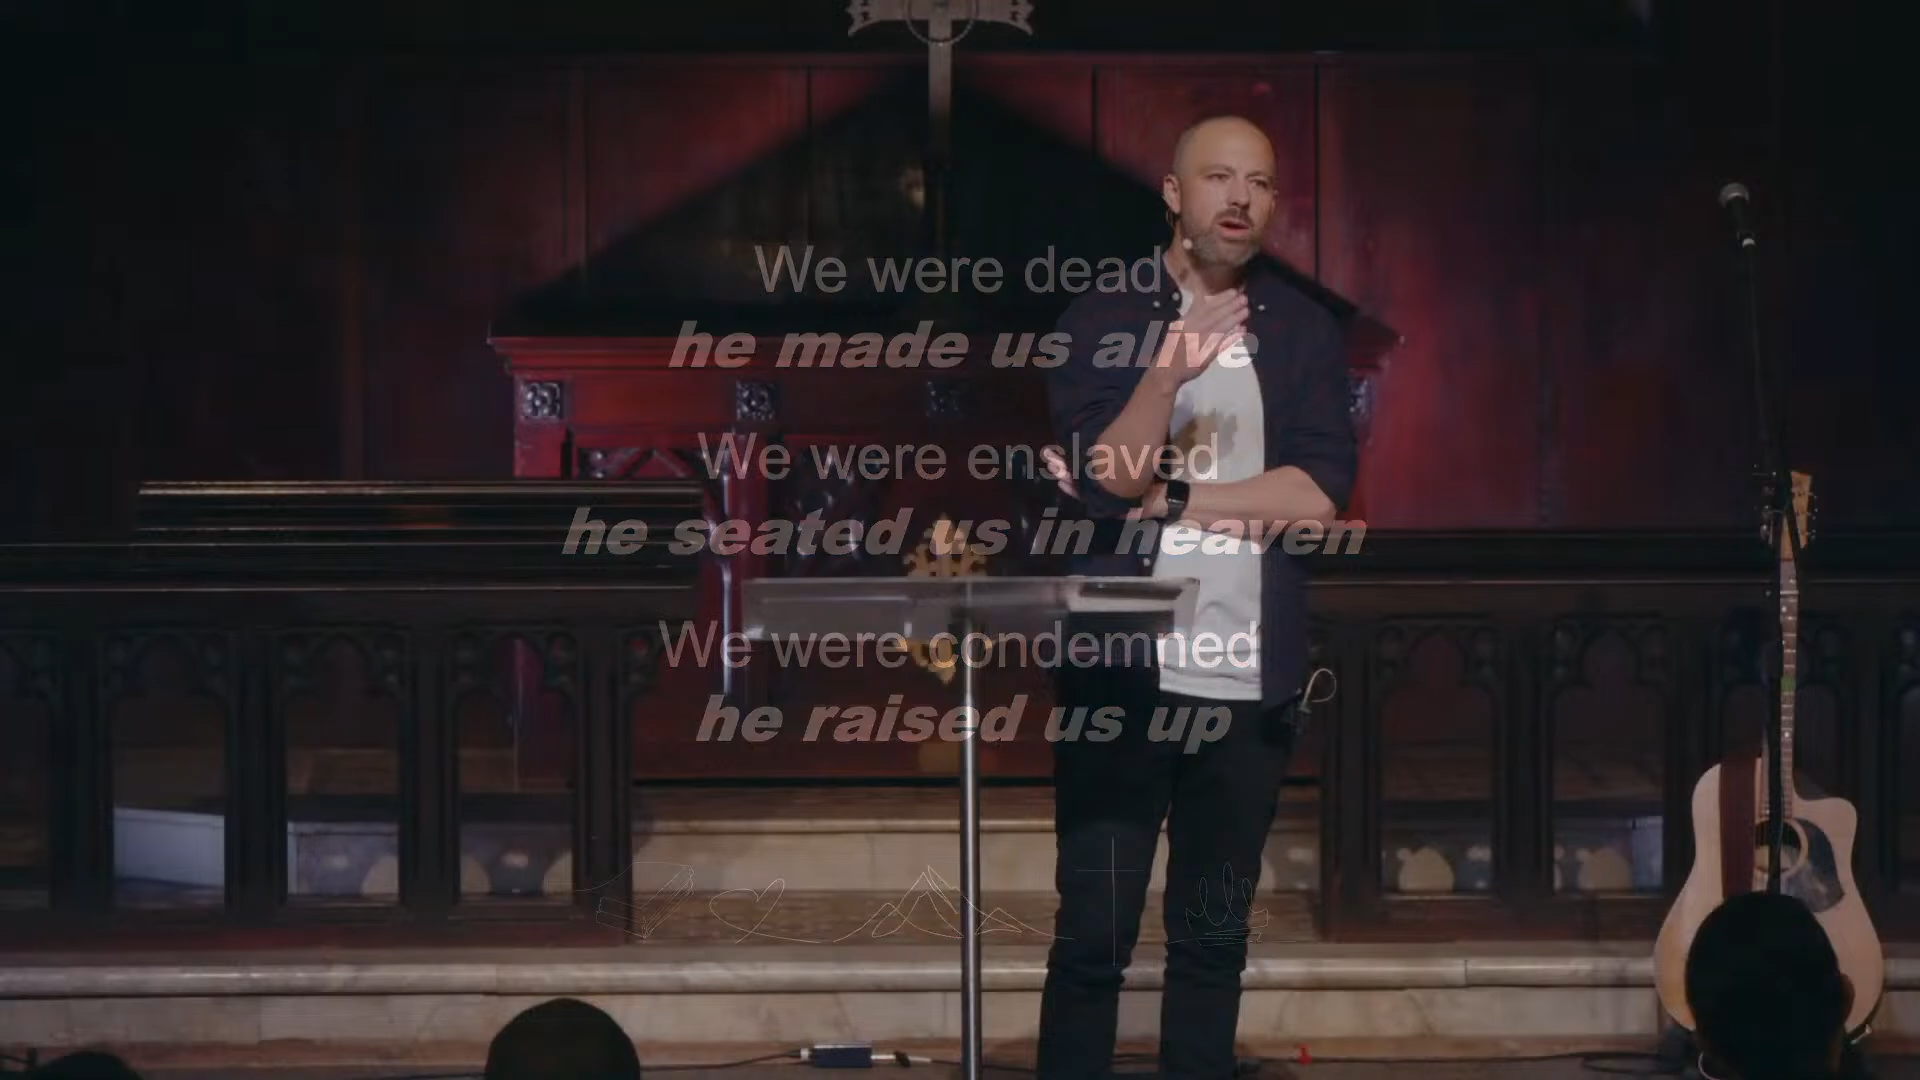 We were dead
he made us alive
We were enslaved
he seated us in heaven
We were condemned
he raised us up